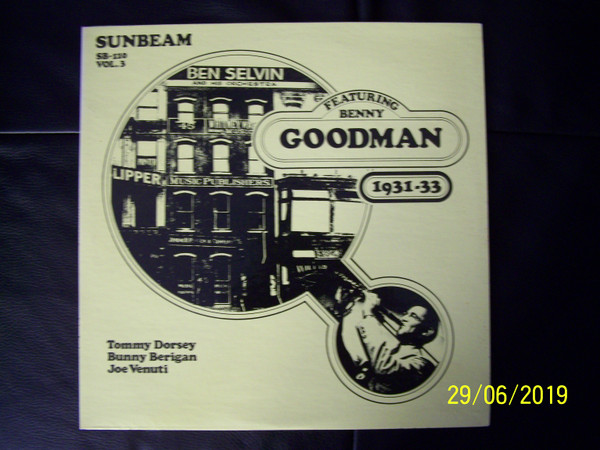 SUNBEAM
SB-110
VOL. 3
BEN SELVIN
AND HIS ORCHESTRA
FEATURING
BENNY
GOODMAN
1931-33
45
LIPPER
MUSIC PUBLISHERS
Tommy Dorsey
Bunny Berigan
Joe Venuti
29/06/2019